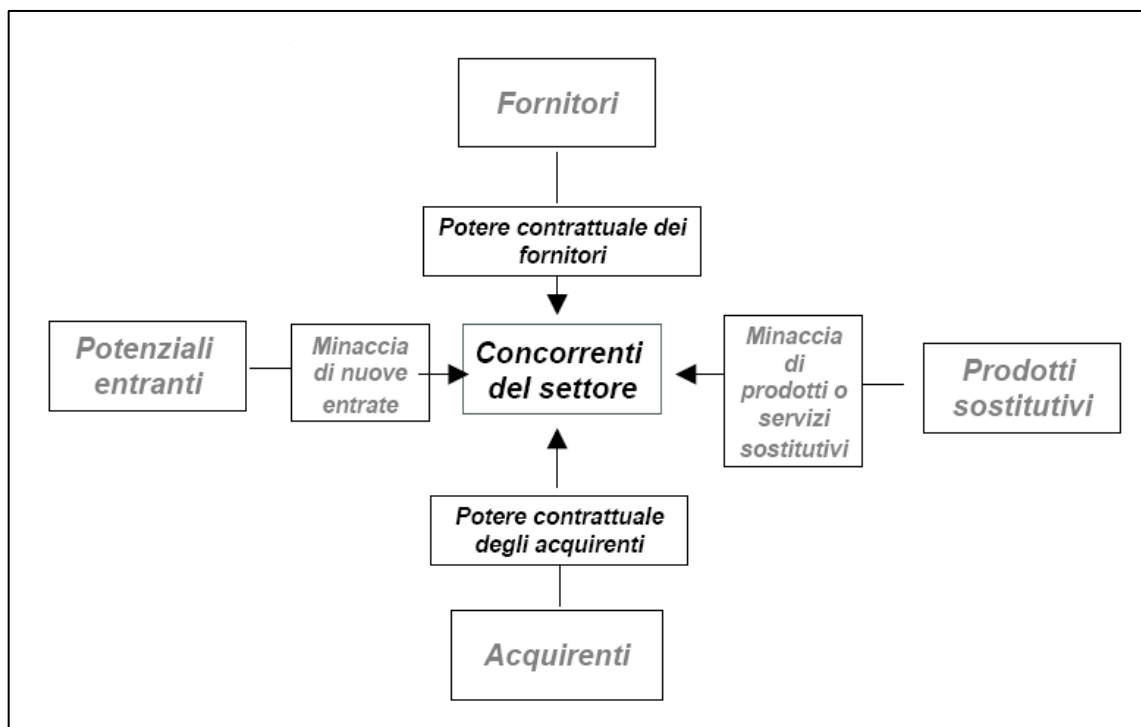 Fornitori
Potere contrattuale dei
fornitori
Potenziali
entranti
Minaccia
di nuove
entrate
Concorrenti
del settore
Minaccia
di
prodotti o
servizi
sostitutivi
Prodotti
sostitutivi
Potere contrattuale
degli acquirenti
Acquirenti